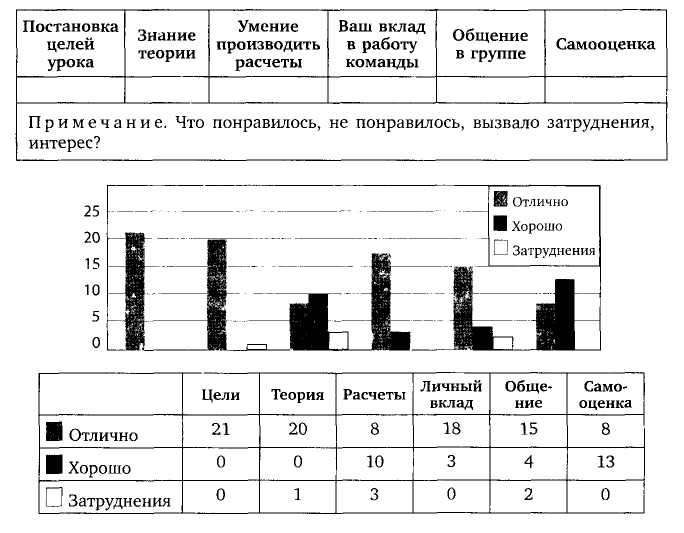 Постановка целей урока | Знание теории | Умение производить расчеты | Ваш вклад в работу команды | Общение в группе | Самооценка
Примечание. Что понравилось, не понравилось, вызвало затруднения,
интерес?
25
20
15
10
5
0
Отлично
Хорошо
Затруднения
Цели | Теория | Расчеты | Личный вклад | Обще-ние | Само-оценка
Отлично | 21 | 20 | 8 | 18 | 15 | 8
Хорошо | 0 | 0 | 10 | 3 | 4 | 13
Затруднения | 0 | 1 | 3 | 0 | 2 | 0